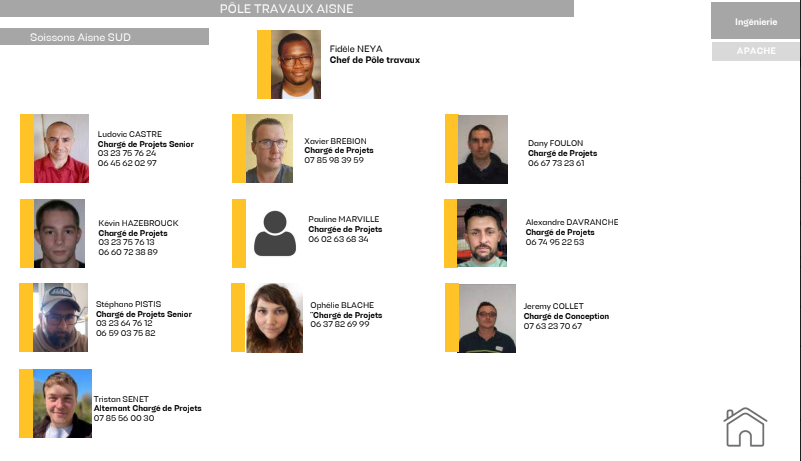 PÔLE TRAVAUX AISNE
Ingénierie
Soissons Aisne SUD
APACHE
Fidèle NEYA
Chef de Pôle travaux
Ludovic CASTRE
Chargé de Projets Senior
03 23 75 76 24
06 45 62 02 97
Xavier BREBION
Chargé de Projets
07 85 98 39 59
Dany FOULON
Chargé de Projets
06 67 73 23 61
Kévin HAZEBROUCK
Chargé de Projets
03 23 75 76 13
06 60 72 38 89
Pauline MARVILLE
Chargée de Projets
06 02 63 68 34
Alexandre DAVRANCHE
Chargé de Projets
06 74 95 22 53
Stéphane PISTIS
Chargé de Projets Senior
03 23 64 76 12
06 59 03 75 82
Ophélie BLACHE
¨Chargé de Projets
06 37 82 69 99
Jeremy COLLET
Chargé de Conception
07 63 23 70 67
Tristan SENET
Alternant Chargé de Projets
07 85 56 00 30